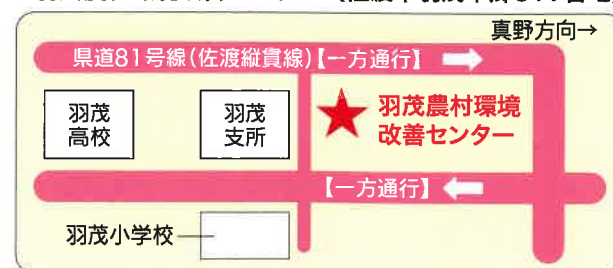 真野方向→
県道81号線(佐渡縦貫線)【一方通行】
羽茂
高校
羽茂
支所
羽茂農村環境
改善センター
【一方通行】
羽茂小学校